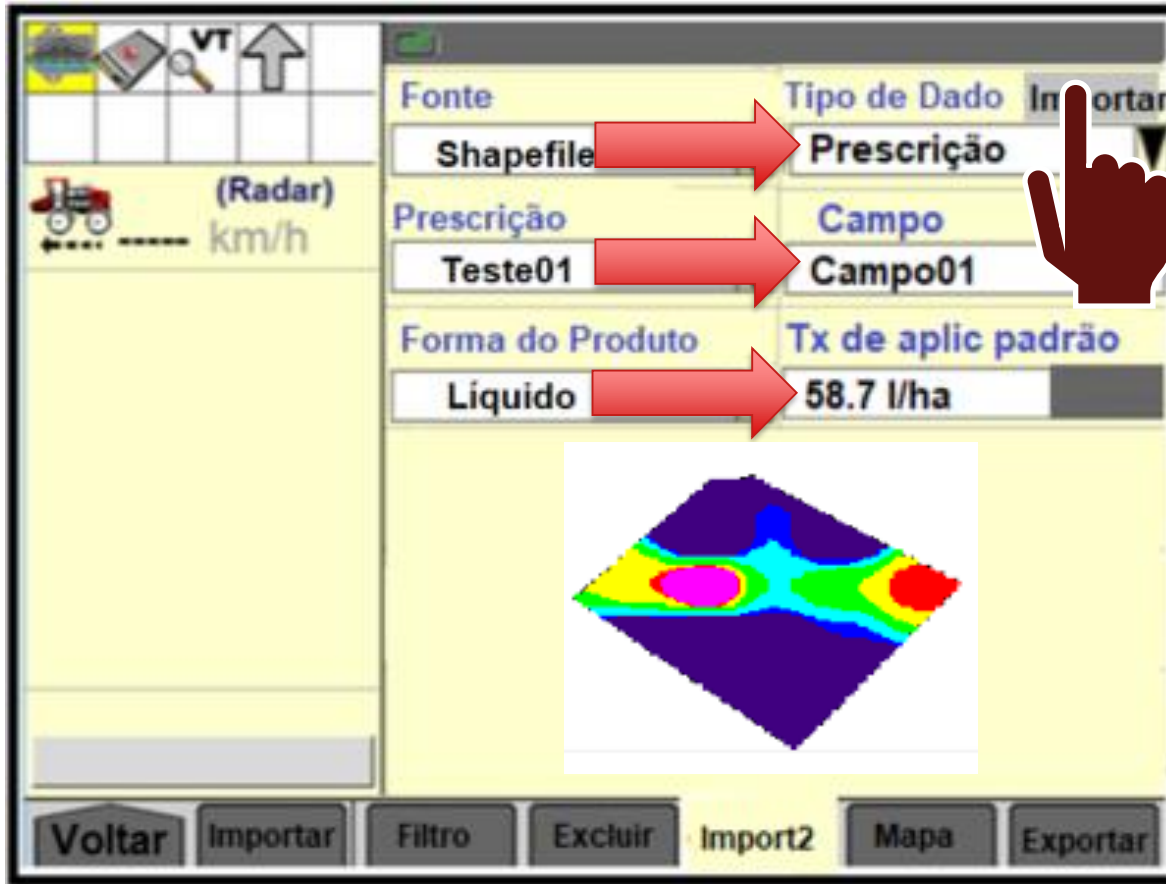 VT
(Radar)
km/h
Fonte
Tipo de Dado
Importar
Shapefile
Prescrição
Prescrição
Campo
Teste01
Campo01
Forma do Produto
Tx de aplic padrão
Líquido
58.7 l/ha
Voltar
Importar
Filtro
Excluir
Import2
Mapa
Exportar